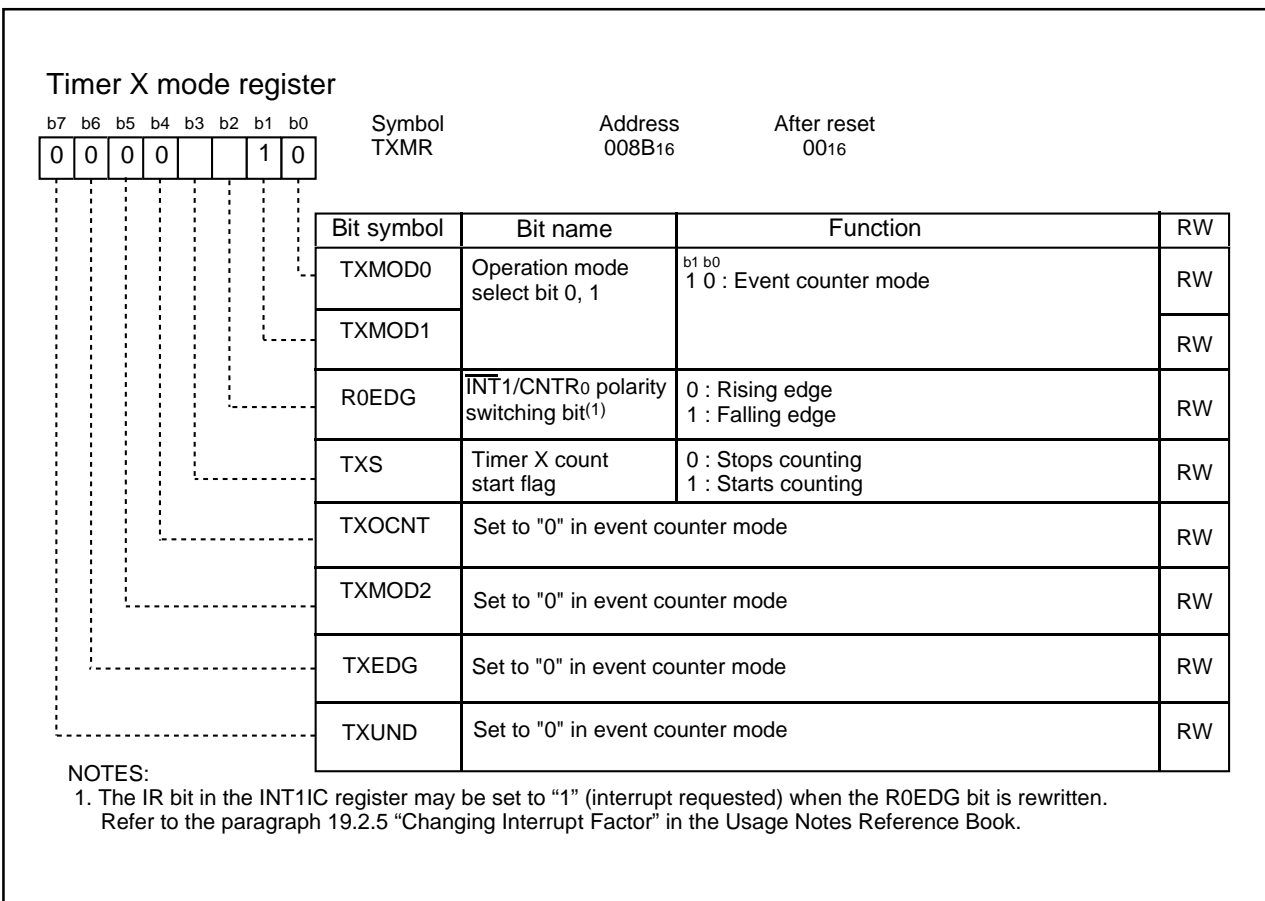 Timer X mode register
b7 b6 b5 b4 b3 b2 b1 b0 Symbol Address After reset
0 0 0 0 1 0 TXMR 008B16 0016
Bit symbol Bit name Function RW
TXMOD0 Operation mode select bit 0, 1 b1 b0
1 0 : Event counter mode RW
TXMOD1 RW
R0EDG INT1/CNTR0 polarity switching bit(1) 0 : Rising edge
1 : Falling edge RW
TXS Timer X count start flag 0 : Stops counting
1 : Starts counting RW
TXOCNT Set to "0" in event counter mode RW
TXMOD2 Set to "0" in event counter mode RW
TXEDG Set to "0" in event counter mode RW
TXUND Set to "0" in event counter mode RW
NOTES:
1. The IR bit in the INT1IC register may be set to “1” (interrupt requested) when the R0EDG bit is rewritten.
Refer to the paragraph 19.2.5 “Changing Interrupt Factor” in the Usage Notes Reference Book.